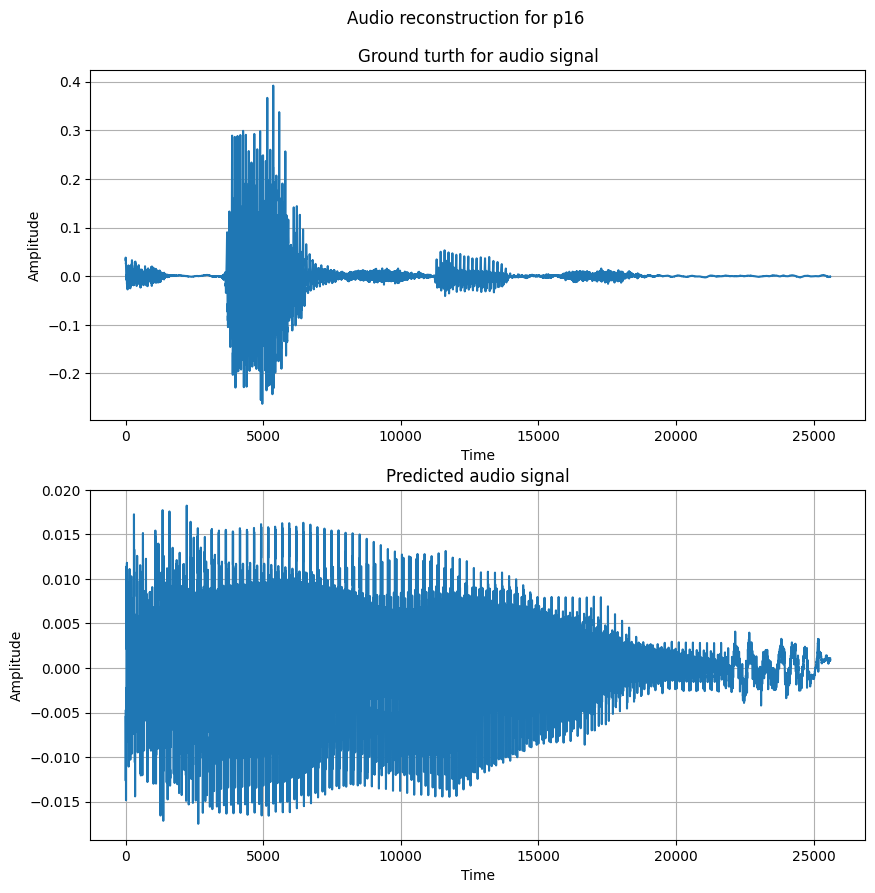 Audio reconstruction for p16
Ground turth for audio signal
0.4
0.3
0.2
0.1
0.0
−0.1
−0.2
Amplitude
0 5000 10000 15000 20000 25000
Time
Predicted audio signal
0.020
0.015
0.010
0.005
0.000
−0.005
−0.010
−0.015
Amplitude
0 5000 10000 15000 20000 25000
Time